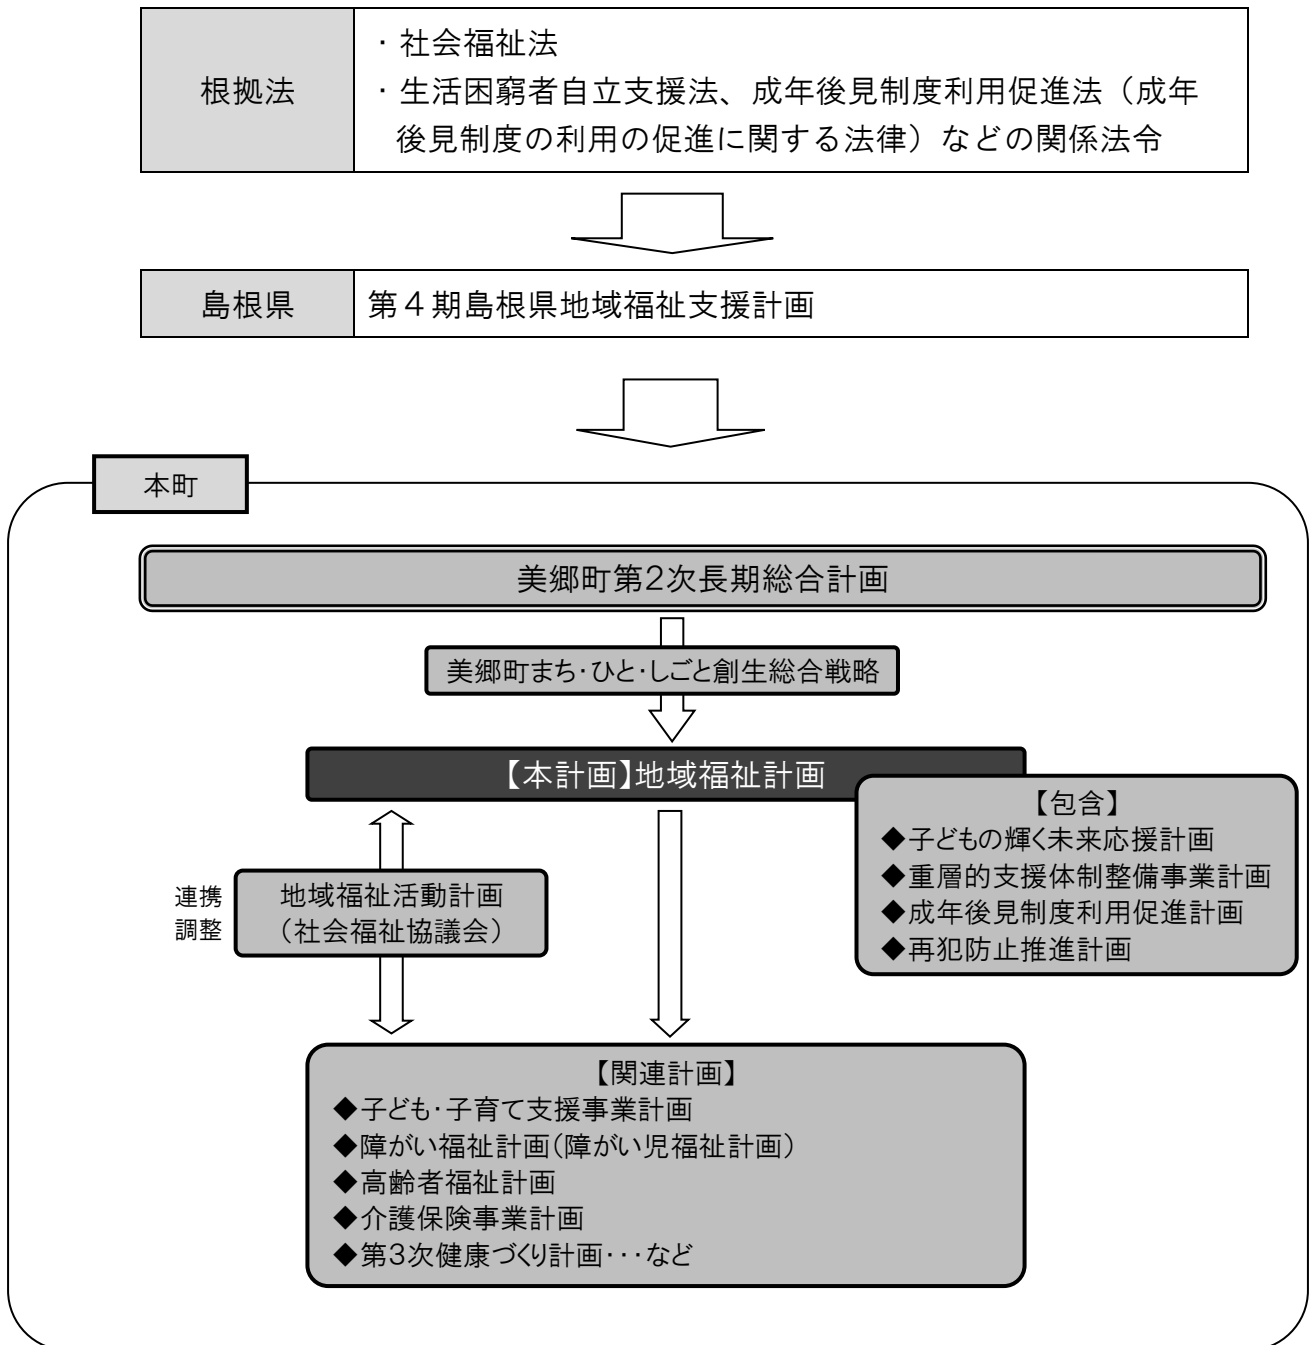 根拠法
・社会福祉法
・生活困窮者自立支援法、成年後見制度利用促進法（成年
後見制度の利用の促進に関する法律）などの関係法令
島根県
第４期島根県地域福祉支援計画
本町
美郷町第2次長期総合計画
美郷町まち・ひと・しごと創生総合戦略
【本計画】地域福祉計画
【包含】
◆子どもの輝く未来応援計画
◆重層的支援体制整備事業計画
◆成年後見制度利用促進計画
◆再犯防止推進計画
連携
調整
地域福祉活動計画
（社会福祉協議会）
【関連計画】
◆子ども・子育て支援事業計画
◆障がい福祉計画（障がい児福祉計画）
◆高齢者福祉計画
◆介護保険事業計画
◆第3次健康づくり計画・・・など